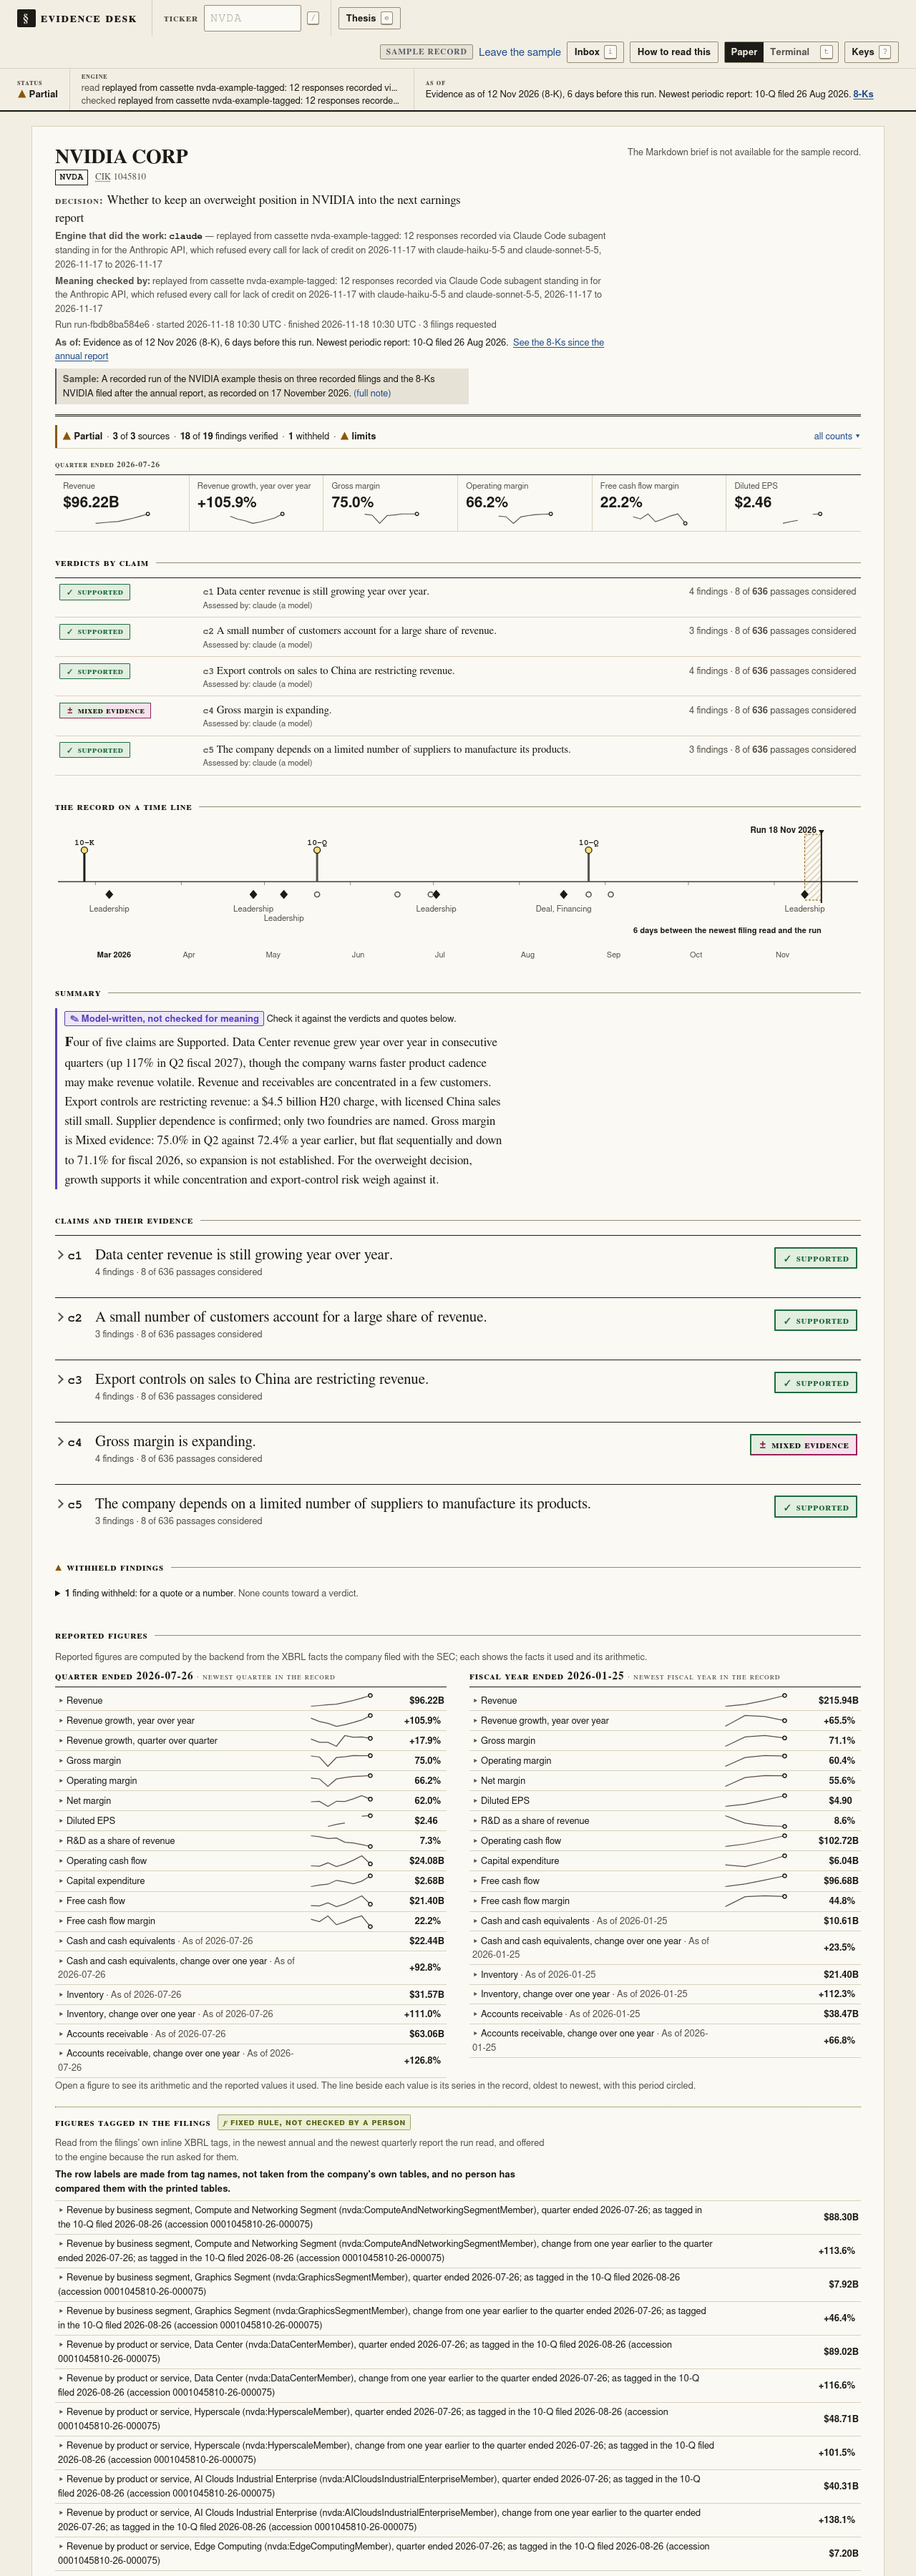 § EVIDENCE DESK
TICKER
NVDA
/
Thesis e
SAMPLE RECORD
Leave the sample
Inbox i
How to read this
Paper
Terminal t
Keys ?
STATUS
Partial
ENGINE
read replayed from cassette nvda-example-tagged: 12 responses recorded vi...
checked replayed from cassette nvda-example-tagged: 12 responses recorde...
AS OF
Evidence as of 12 Nov 2026 (8-K), 6 days before this run. Newest periodic report: 10-Q filed 26 Aug 2026. 8-Ks
NVIDIA CORP
The Markdown brief is not available for the sample record.
NVDA CIK 1045810
DECISION: Whether to keep an overweight position in NVIDIA into the next earnings
report
Engine that did the work: claude — replayed from cassette nvda-example-tagged: 12 responses recorded via Claude Code subagent
standing in for the Anthropic API, which refused every call for lack of credit on 2026-11-17 with claude-haiku-5-5 and claude-sonnet-5-5,
2026-11-17 to 2026-11-17
Meaning checked by: replayed from cassette nvda-example-tagged: 12 responses recorded via Claude Code subagent standing in for
the Anthropic API, which refused every call for lack of credit on 2026-11-17 with claude-haiku-5-5 and claude-sonnet-5-5, 2026-11-17 to
2026-11-17
Run run-fbdb8ba584e6 · started 2026-11-18 10:30 UTC · finished 2026-11-18 10:30 UTC · 3 filings requested
As of: Evidence as of 12 Nov 2026 (8-K), 6 days before this run. Newest periodic report: 10-Q filed 26 Aug 2026. See the 8-Ks since the
annual report
Sample: A recorded run of the NVIDIA example thesis on three recorded filings and the 8-Ks
NVIDIA filed after the annual report, as recorded on 17 November 2026. (full note)
Partial · 3 of 3 sources · 18 of 19 findings verified · 1 withheld · limits
all counts
QUARTER ENDED 2026-07-26
Revenue
$96.22B
Revenue growth, year over year
+105.9%
Gross margin
75.0%
Operating margin
66.2%
Free cash flow margin
22.2%
Diluted EPS
$2.46
VERDICTS BY CLAIM
✓ SUPPORTED
c1 Data center revenue is still growing year over year.
4 findings · 8 of 636 passages considered
Assessed by: claude (a model)
✓ SUPPORTED
c2 A small number of customers account for a large share of revenue.
3 findings · 8 of 636 passages considered
Assessed by: claude (a model)
✓ SUPPORTED
c3 Export controls on sales to China are restricting revenue.
4 findings · 8 of 636 passages considered
Assessed by: claude (a model)
± MIXED EVIDENCE
c4 Gross margin is expanding.
4 findings · 8 of 636 passages considered
Assessed by: claude (a model)
✓ SUPPORTED
c5 The company depends on a limited number of suppliers to manufacture its products.
3 findings · 8 of 636 passages considered
Assessed by: claude (a model)
THE RECORD ON A TIME LINE
Run 18 Nov 2026
10-K
10-Q
10-Q
Leadership
Leadership
Leadership
Leadership
Deal, Financing
Leadership
6 days between the newest filing read and the run
Mar 2026
Apr
May
Jun
Jul
Aug
Sep
Oct
Nov
SUMMARY
✎ Model-written, not checked for meaning Check it against the verdicts and quotes below.
Four of five claims are Supported. Data Center revenue grew year over year in consecutive
quarters (up 117% in Q2 fiscal 2027), though the company warns faster product cadence
may make revenue volatile. Revenue and receivables are concentrated in a few customers.
Export controls are restricting revenue: a $4.5 billion H20 charge, with licensed China sales
still small. Supplier dependence is confirmed; only two foundries are named. Gross margin
is Mixed evidence: 75.0% in Q2 against 72.4% a year earlier, but flat sequentially and down
to 71.1% for fiscal 2026, so expansion is not established. For the overweight decision,
growth supports it while concentration and export-control risk weigh against it.
CLAIMS AND THEIR EVIDENCE
c1 Data center revenue is still growing year over year.
✓ SUPPORTED
4 findings · 8 of 636 passages considered
c2 A small number of customers account for a large share of revenue.
✓ SUPPORTED
3 findings · 8 of 636 passages considered
c3 Export controls on sales to China are restricting revenue.
✓ SUPPORTED
4 findings · 8 of 636 passages considered
c4 Gross margin is expanding.
± MIXED EVIDENCE
4 findings · 8 of 636 passages considered
c5 The company depends on a limited number of suppliers to manufacture its products.
✓ SUPPORTED
3 findings · 8 of 636 passages considered
WITHHELD FINDINGS
1 finding withheld: for a quote or a number. None counts toward a verdict.
REPORTED FIGURES
Reported figures are computed by the backend from the XBRL facts the company filed with the SEC; each shows the facts it used and its arithmetic.
QUARTER ENDED 2026-07-26 · NEWEST QUARTER IN THE RECORD
Revenue $96.22B
Revenue growth, year over year +105.9%
Revenue growth, quarter over quarter +17.9%
Gross margin 75.0%
Operating margin 66.2%
Net margin 62.0%
Diluted EPS $2.46
R&D as a share of revenue 7.3%
Operating cash flow $24.08B
Capital expenditure $2.68B
Free cash flow $21.40B
Free cash flow margin 22.2%
Cash and cash equivalents · As of 2026-07-26 $22.44B
Cash and cash equivalents, change over one year · As of
2026-07-26 +92.8%
Inventory · As of 2026-07-26 $31.57B
Inventory, change over one year · As of 2026-07-26 +111.0%
Accounts receivable · As of 2026-07-26 $63.06B
Accounts receivable, change over one year · As of 2026-
07-26 +126.8%
FISCAL YEAR ENDED 2026-01-25 · NEWEST FISCAL YEAR IN THE RECORD
Revenue $215.94B
Revenue growth, year over year +65.5%
Gross margin 71.1%
Operating margin 60.4%
Net margin 55.6%
Diluted EPS $4.90
R&D as a share of revenue 8.6%
Operating cash flow $102.72B
Capital expenditure $6.04B
Free cash flow $96.68B
Free cash flow margin 44.8%
Cash and cash equivalents · As of 2026-01-25 $10.61B
Cash and cash equivalents, change over one year · As of
2026-01-25 +23.5%
Inventory · As of 2026-01-25 $21.40B
Inventory, change over one year · As of 2026-01-25 +112.3%
Accounts receivable · As of 2026-01-25 $38.47B
Accounts receivable, change over one year · As of 2026-
01-25 +66.8%
Open a figure to see its arithmetic and the reported values it used. The line beside each value is its series in the record, oldest to newest, with this period circled.
FIGURES TAGGED IN THE FILINGS ƒ FIXED RULE, NOT CHECKED BY A PERSON
Read from the filings' own inline XBRL tags, in the newest annual and the newest quarterly report the run read, and offered
to the engine because the run asked for them.
The row labels are made from tag names, not taken from the company's own tables, and no person has
compared them with the printed tables.
Revenue by business segment, Compute and Networking Segment (nvda:ComputeAndNetworkingSegmentMember), quarter ended 2026-07-26; as tagged in
the 10-Q filed 2026-08-26 (accession 0001045810-26-000075) $88.30B
Revenue by business segment, Compute and Networking Segment (nvda:ComputeAndNetworkingSegmentMember), change from one year earlier to the quarter
ended 2026-07-26; as tagged in the 10-Q filed 2026-08-26 (accession 0001045810-26-000075) +113.6%
Revenue by business segment, Graphics Segment (nvda:GraphicsSegmentMember), quarter ended 2026-07-26; as tagged in the 10-Q filed 2026-08-26
(accession 0001045810-26-000075) $7.92B
Revenue by business segment, Graphics Segment (nvda:GraphicsSegmentMember), change from one year earlier to the quarter ended 2026-07-26; as tagged
in the 10-Q filed 2026-08-26 (accession 0001045810-26-000075) +46.4%
Revenue by product or service, Data Center (nvda:DataCenterMember), quarter ended 2026-07-26; as tagged in the 10-Q filed 2026-08-26 (accession
0001045810-26-000075) $89.02B
Revenue by product or service, Data Center (nvda:DataCenterMember), change from one year earlier to the quarter ended 2026-07-26; as tagged in the 10-Q
filed 2026-08-26 (accession 0001045810-26-000075) +116.6%
Revenue by product or service, Hyperscale (nvda:HyperscaleMember), quarter ended 2026-07-26; as tagged in the 10-Q filed 2026-08-26 (accession
0001045810-26-000075) $48.71B
Revenue by product or service, Hyperscale (nvda:HyperscaleMember), change from one year earlier to the quarter ended 2026-07-26; as tagged in the 10-Q filed
2026-08-26 (accession 0001045810-26-000075) +101.5%
Revenue by product or service, AI Clouds Industrial Enterprise (nvda:AICloudsIndustrialEnterpriseMember), quarter ended 2026-07-26; as tagged in the 10-Q
filed 2026-08-26 (accession 0001045810-26-000075) $40.31B
Revenue by product or service, AI Clouds Industrial Enterprise (nvda:AICloudsIndustrialEnterpriseMember), change from one year earlier to the quarter ended
2026-07-26; as tagged in the 10-Q filed 2026-08-26 (accession 0001045810-26-000075) +138.1%
Revenue by product or service, Edge Computing (nvda:EdgeComputingMember), quarter ended 2026-07-26; as tagged in the 10-Q filed 2026-08-26 (accession
0001045810-26-000075) $7.20B